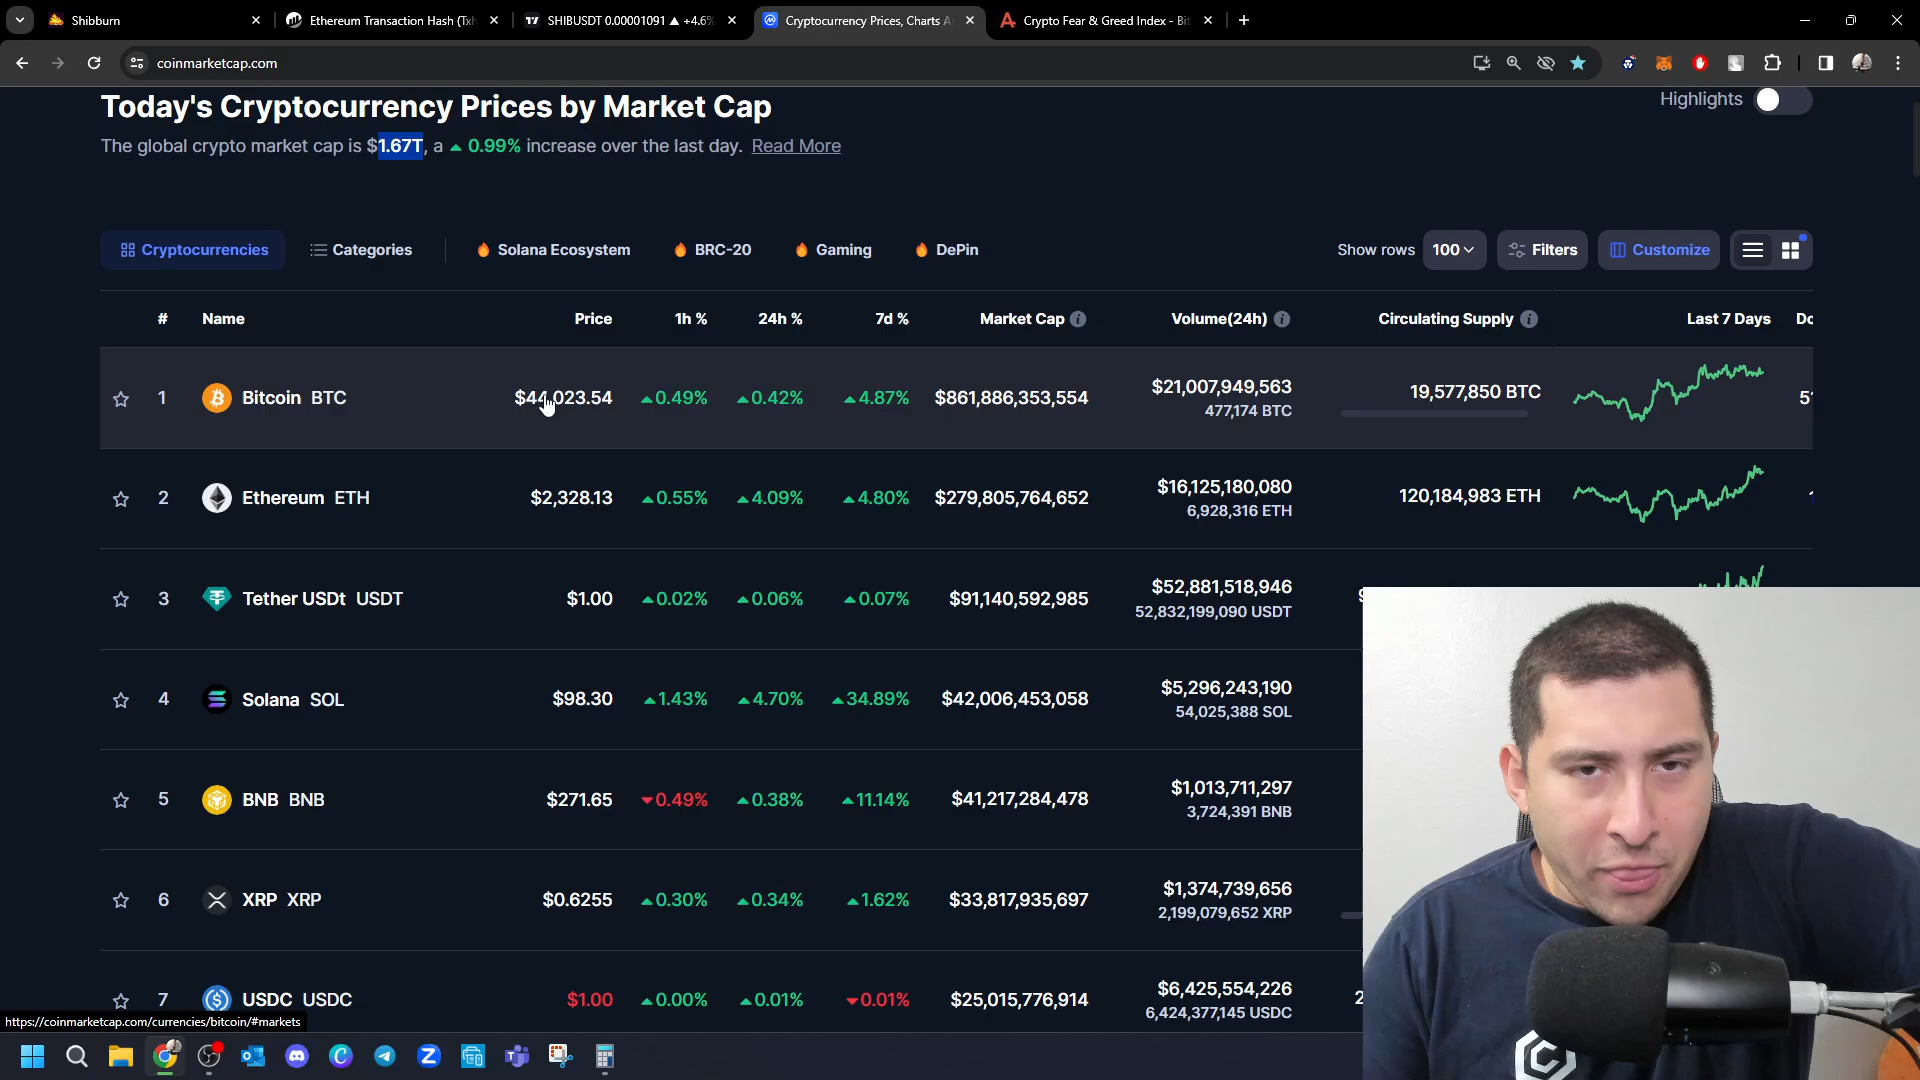 Shibburn
Ethereum Transaction Hash (Txh
SHIBUSDT 0.00001091 ▲ +4.6%
Cryptocurrency Prices, Charts A
Crypto Fear & Greed Index - Bit
coinmarketcap.com
Today's Cryptocurrency Prices by Market Cap
Highlights
The global crypto market cap is $1.67T, a ▲ 0.99% increase over the last day. Read More
Cryptocurrencies Categories Solana Ecosystem BRC-20 Gaming DePin Show rows 100 Filters Customize
# Name Price 1h % 24h % 7d % Market Cap Volume(24h) Circulating Supply Last 7 Days
1 Bitcoin BTC $44,023.54 ▲0.49% ▲0.42% ▲4.87% $861,886,353,554 $21,007,949,563 19,577,850 BTC
477,174 BTC
2 Ethereum ETH $2,328.13 ▲0.55% ▲4.09% ▲4.80% $279,805,764,652 $16,125,180,080 120,184,983 ETH
6,928,316 ETH
3 Tether USDt USDT $1.00 ▲0.02% ▲0.06% ▲0.07% $91,140,592,985 $52,881,518,946
52,832,199,090 USDT
4 Solana SOL $98.30 ▲1.43% ▲4.70% ▲34.89% $42,006,453,058 $5,296,243,190
54,025,388 SOL
5 BNB BNB $271.65 ▼0.49% ▲0.38% ▲11.14% $41,217,284,478 $1,013,711,297
3,724,391 BNB
6 XRP XRP $0.6255 ▲0.30% ▲0.34% ▲1.62% $33,817,935,697 $1,374,739,656
2,199,079,652 XRP
7 USDC USDC $1.00 ▲0.00% ▲0.01% ▼0.01% $25,015,776,914 $6,425,554,226
6,424,377,145 USDC
https://coinmarketcap.com/currencies/bitcoin/#markets